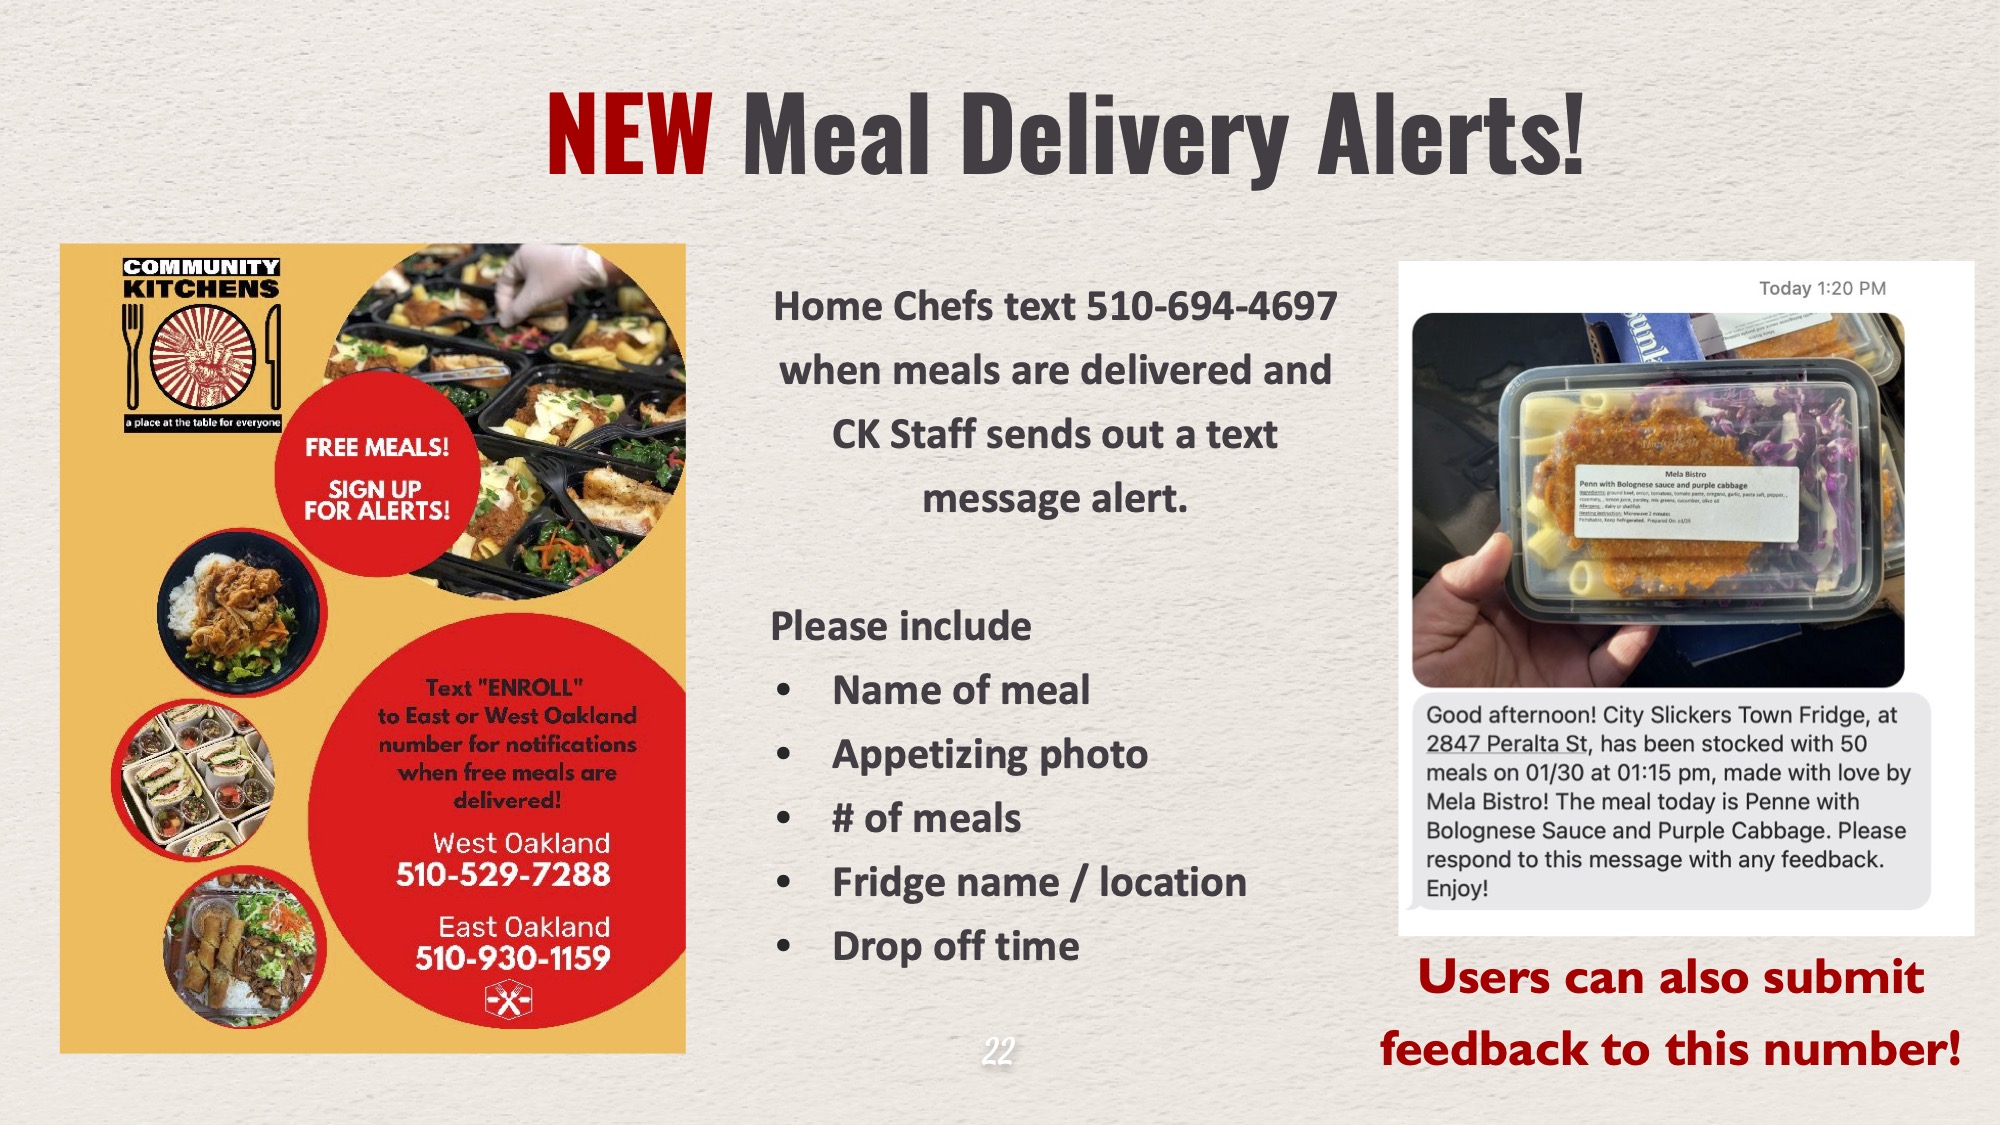 NEW Meal Delivery Alerts!
COMMUNITY
KITCHENS
a place at the table for everyone
FREE MEALS!
SIGN UP
FOR ALERTS!
Text "ENROLL"
to East or West Oakland
number for notifications
when free meals are
delivered!
West Oakland
510-529-7288
East Oakland
510-930-1159
Home Chefs text 510-694-4697
when meals are delivered and
CK Staff sends out a text
message alert.
Please include
• Name of meal
• Appetizing photo
• # of meals
• Fridge name / location
• Drop off time
Today 1:20 PM
Mela Bistro
Penn with Bolognese sauce and purple cabbage
Good afternoon! City Slickers Town Fridge, at
2847 Peralta St, has been stocked with 50
meals on 01/30 at 01:15 pm, made with love by
Mela Bistro! The meal today is Penne with
Bolognese Sauce and Purple Cabbage. Please
respond to this message with any feedback.
Enjoy!
Users can also submit
feedback to this number!
22